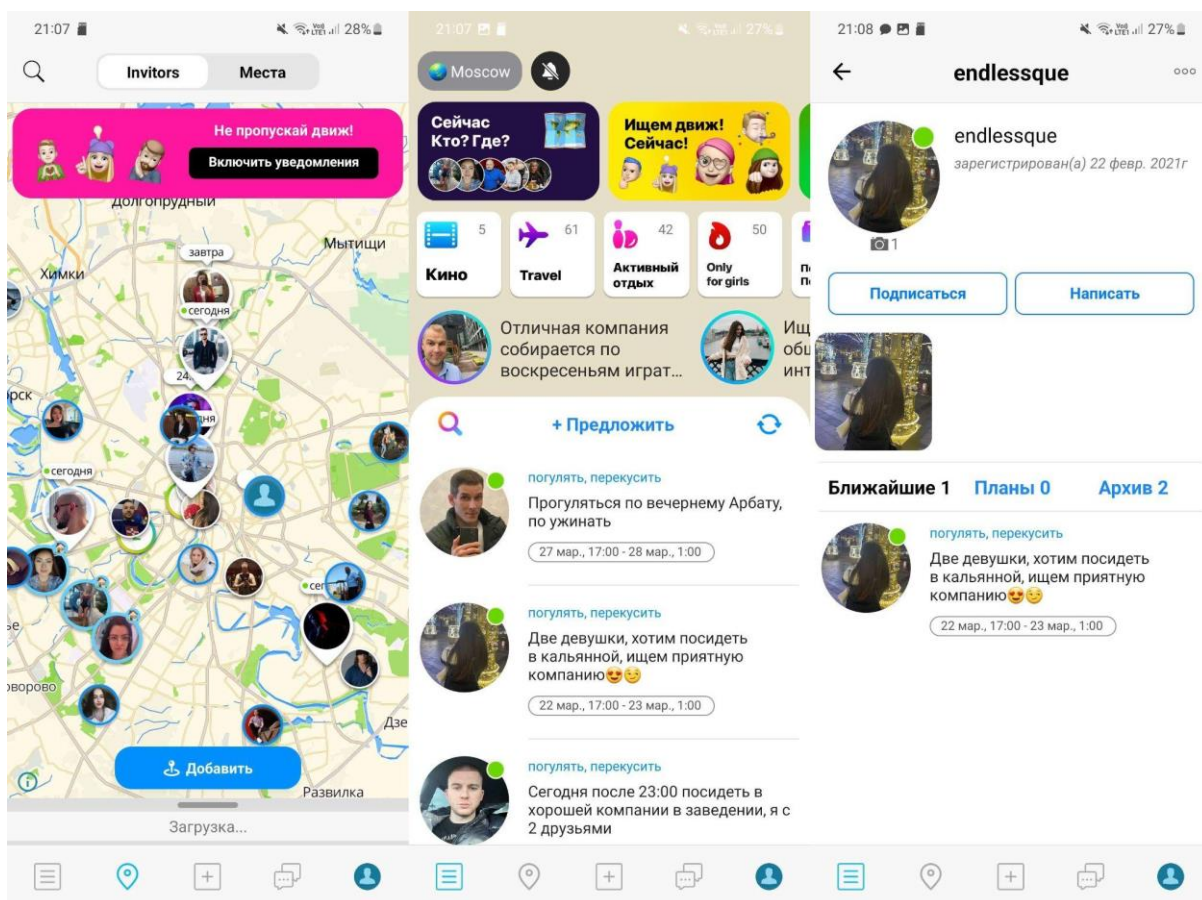 21:07
28%
Invitors
Места
Не пропускай движ!
Включить уведомления
Долгопрудный
Мытищи
Химки
завтра
сегодня
24.
сегодня
Развилка
Добавить
Загрузка...
21:07
27%
Moscow
Сейчас
Кто? Где?
Ищем движ!
Сейчас!
5
Кино
61
Travel
42
Активный
отдых
50
Only
for girls
Отличная компания
собирается по
воскресеньям играт...
+ Предложить
погулять, перекусить
Прогуляться по вечернему Арбату,
по ужинать
27 мар., 17:00 - 28 мар., 1:00
погулять, перекусить
Две девушки, хотим посидеть
в кальянной, ищем приятную
компанию😍😏
22 мар., 17:00 - 23 мар., 1:00
погулять, перекусить
Сегодня после 23:00 посидеть в
хорошей компании в заведении, я с
2 друзьями
21:08
27%
endlessque
endlessque
зарегистрирован(а) 22 февр. 2021г
1
Подписаться
Написать
Ближайшие 1
Планы 0
Архив 2
погулять, перекусить
Две девушки, хотим посидеть
в кальянной, ищем приятную
компанию😍😏
22 мар., 17:00 - 23 мар., 1:00